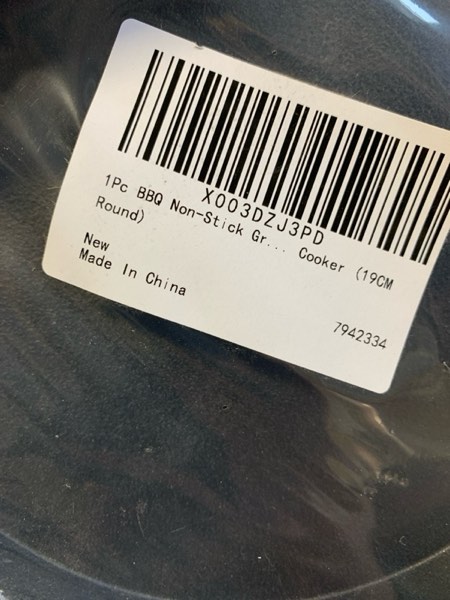 X003DZJ3PD
1Pc BBQ Non-Stick Gr... Cooker (19CM
Round)
New
Made In China
7942334